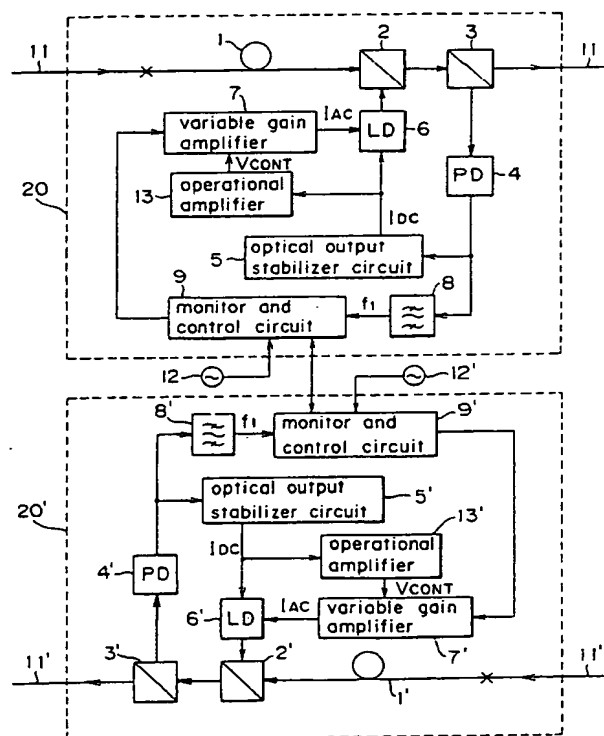 1
2
3
11
11
7
variable gain
amplifier
IAC
LD
6
VCONT
20
13
operational
amplifier
PD
4
IDC
5
optical output
stabilizer circuit
9
8
monitor and
control circuit
f1
12
12'
8'
f1
monitor and
control circuit
9'
optical output
stabilizer circuit
5'
20'
13'
IDC
operational
amplifier
4'
PD
VCONT
6'
LD
IAC
variable gain
amplifier
7'
11'
3'
2'
11'
1'